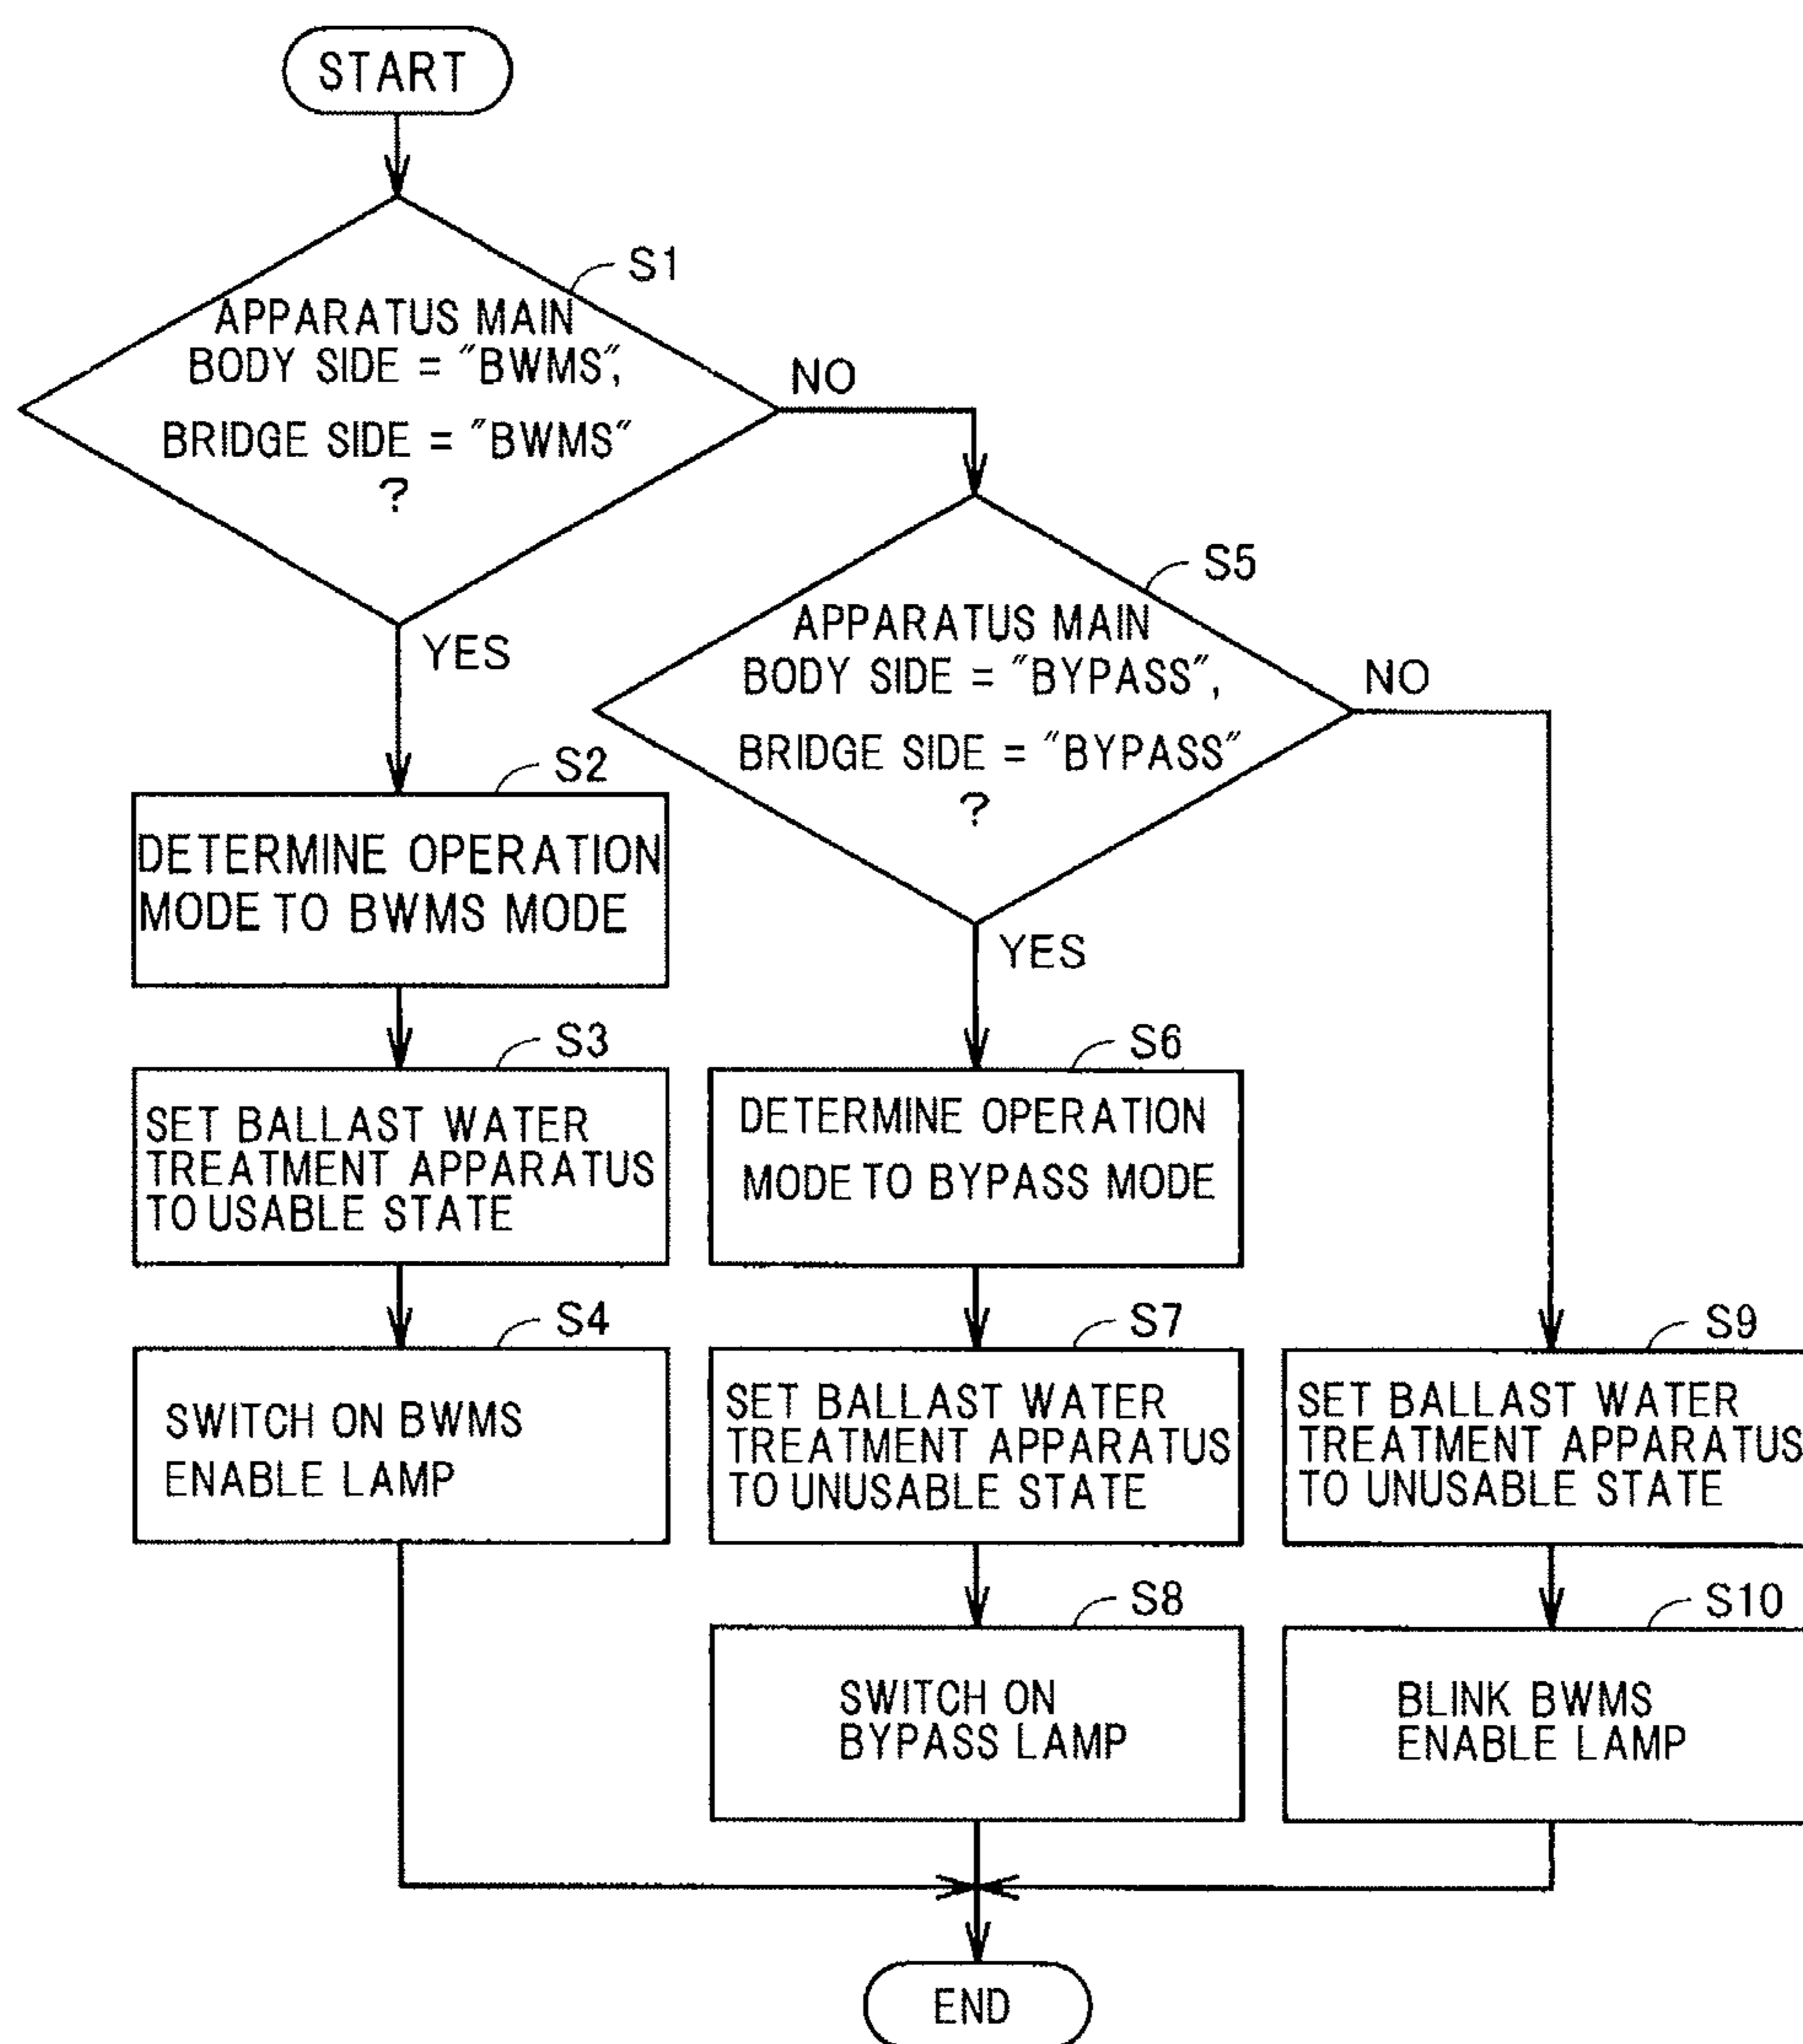 START
S1
APPARATUS MAIN
BODY SIDE = "BWMS",
BRIDGE SIDE = "BWMS"
?
NO
YES
S5
APPARATUS MAIN
BODY SIDE = "BYPASS",
BRIDGE SIDE = "BYPASS"
?
NO
YES
S2
DETERMINE OPERATION
MODE TO BWMS MODE
S3
SET BALLAST WATER
TREATMENT APPARATUS
TO USABLE STATE
S4
SWITCH ON BWMS
ENABLE LAMP
S6
DETERMINE OPERATION
MODE TO BYPASS MODE
S7
SET BALLAST WATER
TREATMENT APPARATUS
TO UNUSABLE STATE
S8
SWITCH ON
BYPASS LAMP
S9
SET BALLAST WATER
TREATMENT APPARATUS
TO UNUSABLE STATE
S10
BLINK BWMS
ENABLE LAMP
END